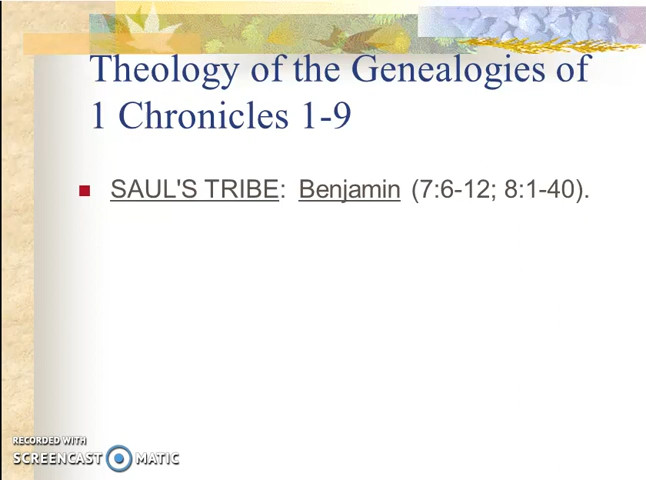 Theology of the Genealogies of
1 Chronicles 1-9
SAUL'S TRIBE: Benjamin (7:6-12; 8:1-40).
RECORDED WITH
SCREENCAST MATIC